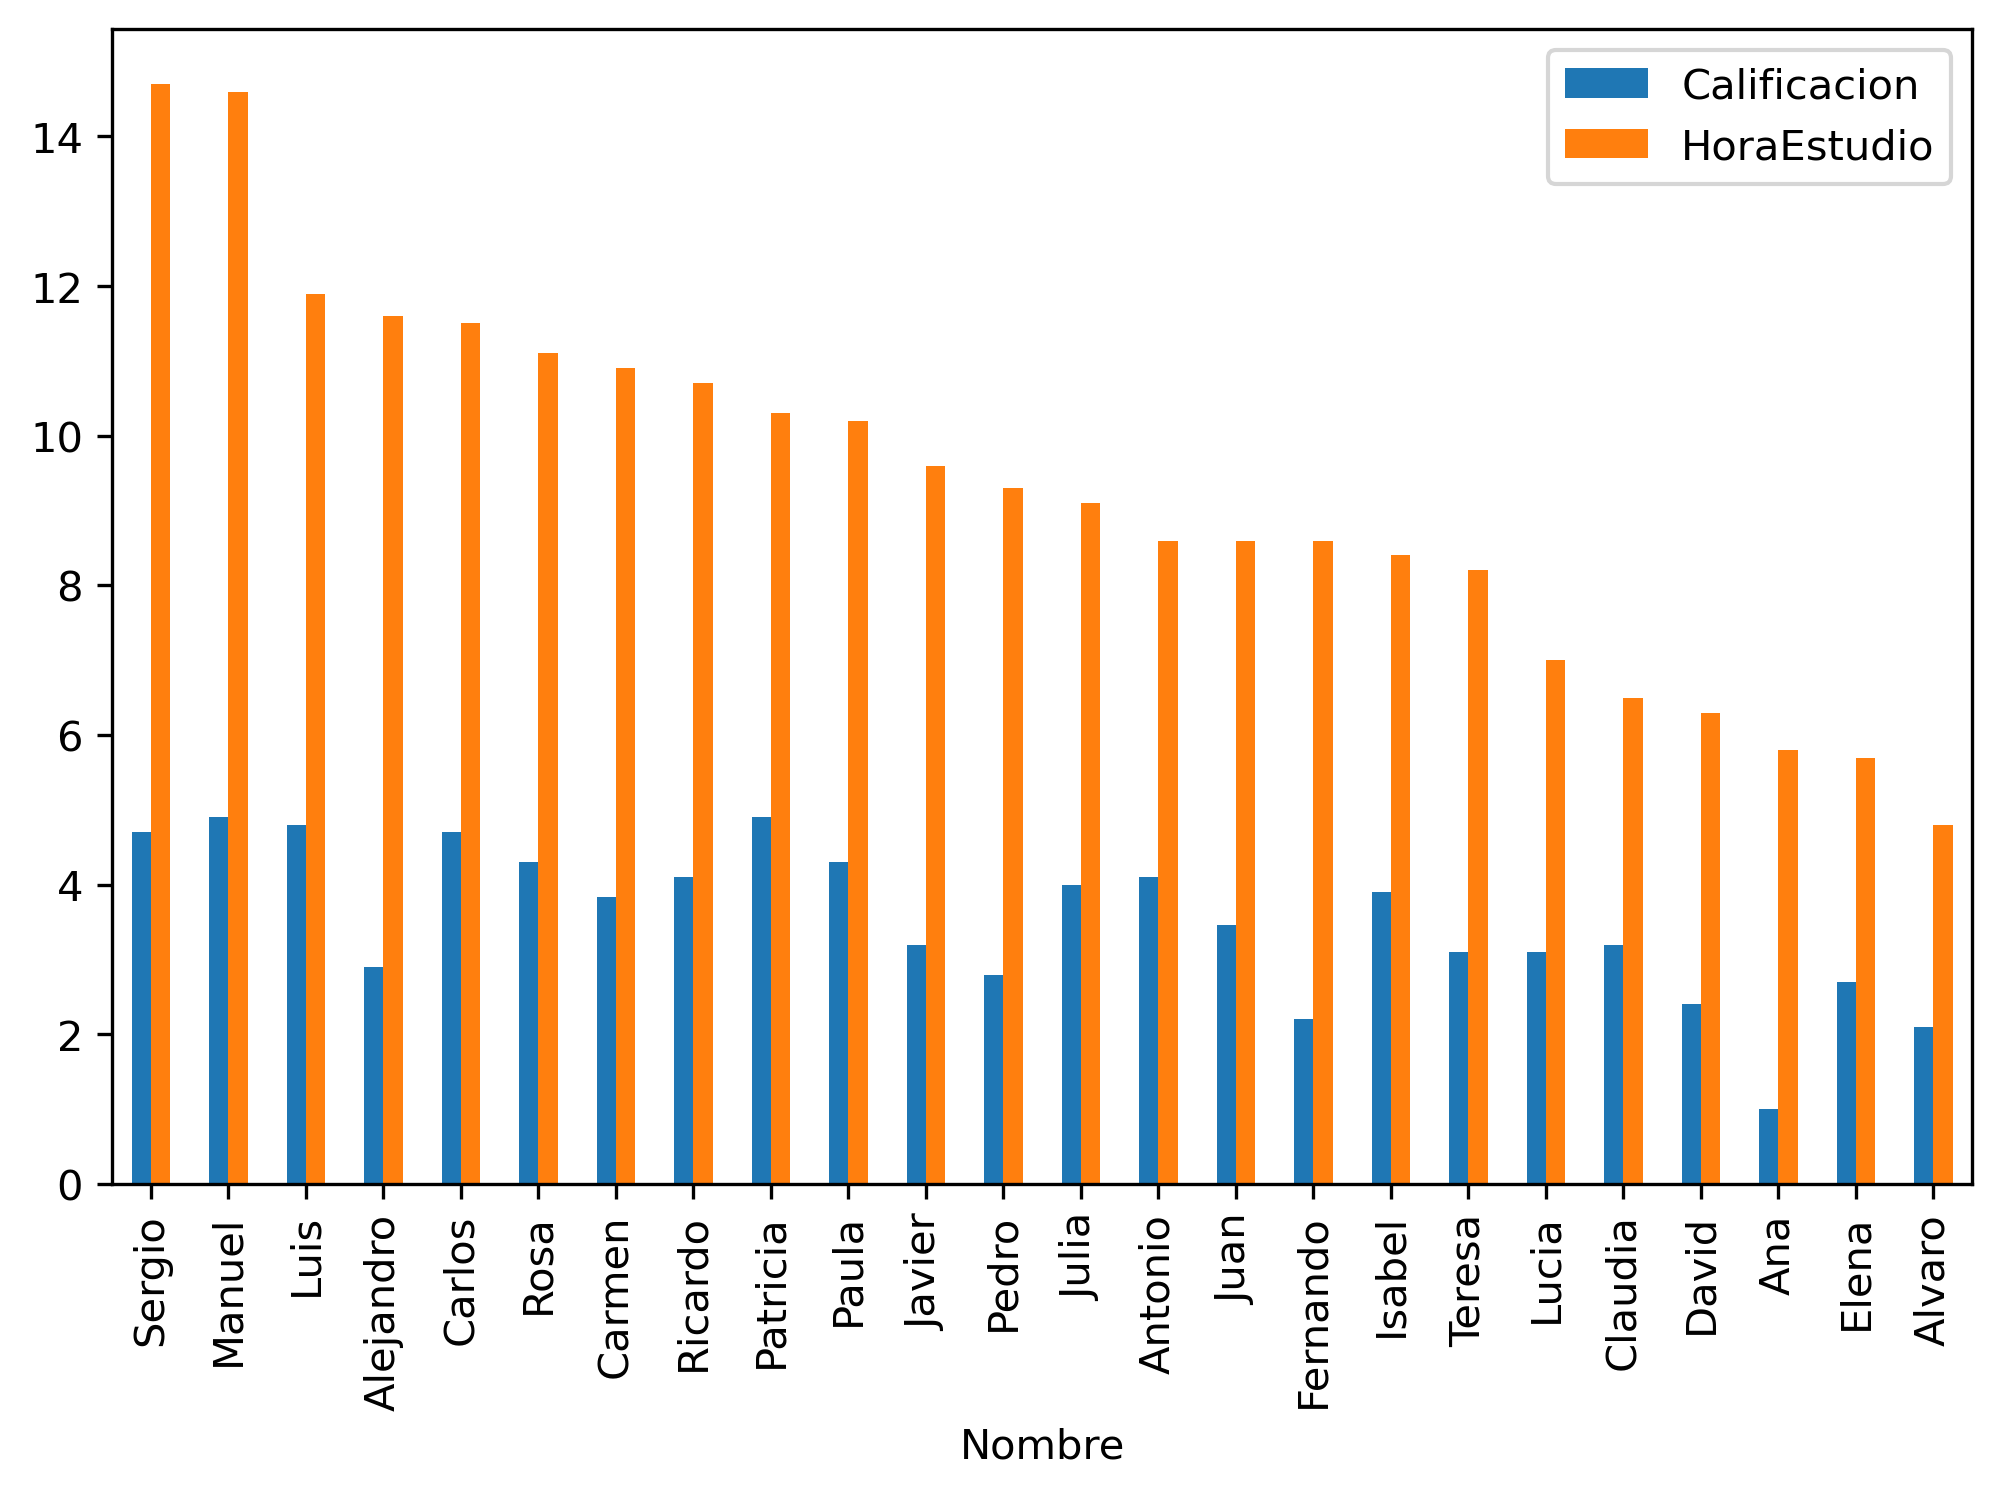 Calificacion
HoraEstudio
14
12
10
8
6
4
2
0
Sergio
Manuel
Luis
Alejandro
Carlos
Rosa
Carmen
Ricardo
Patricia
Paula
Javier
Pedro
Julia
Antonio
Juan
Fernando
Isabel
Teresa
Lucia
Claudia
David
Ana
Elena
Alvaro
Nombre